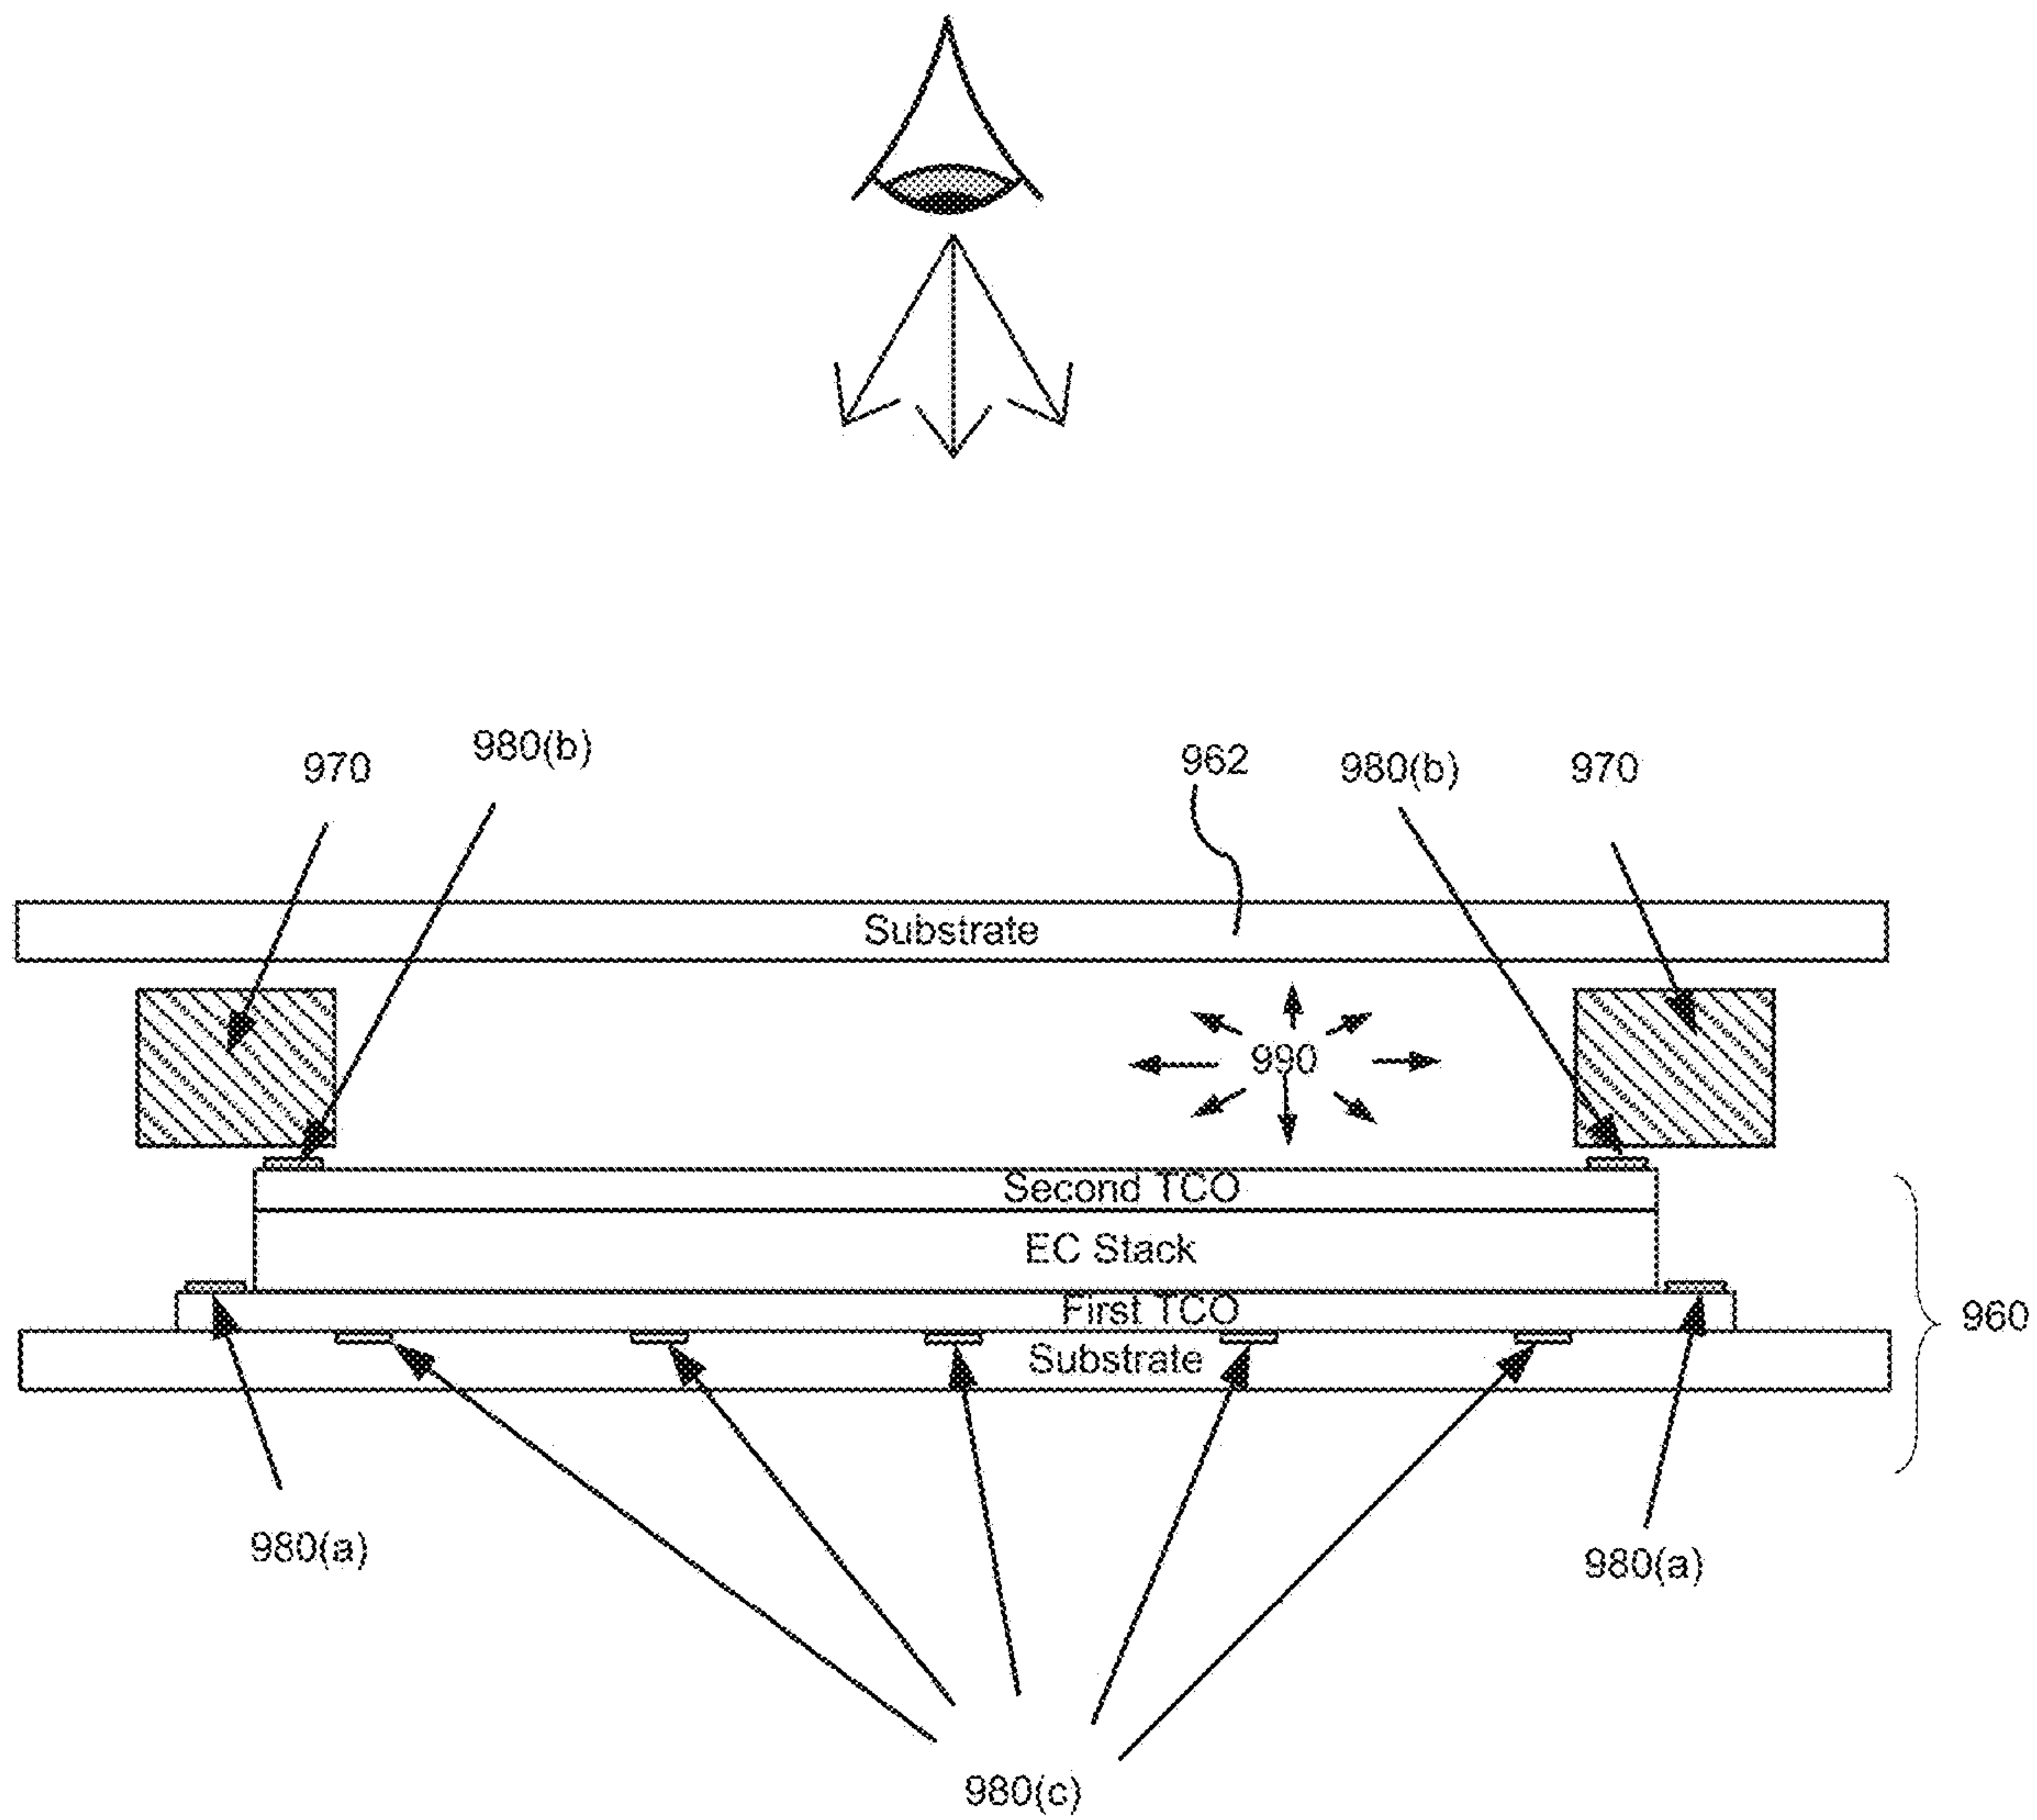 970
980(b)
962
980(b)
970
Substrate
990
Second TCO
EC Stack
First TCO
960
Substrate
980(a)
980(a)
980(c)